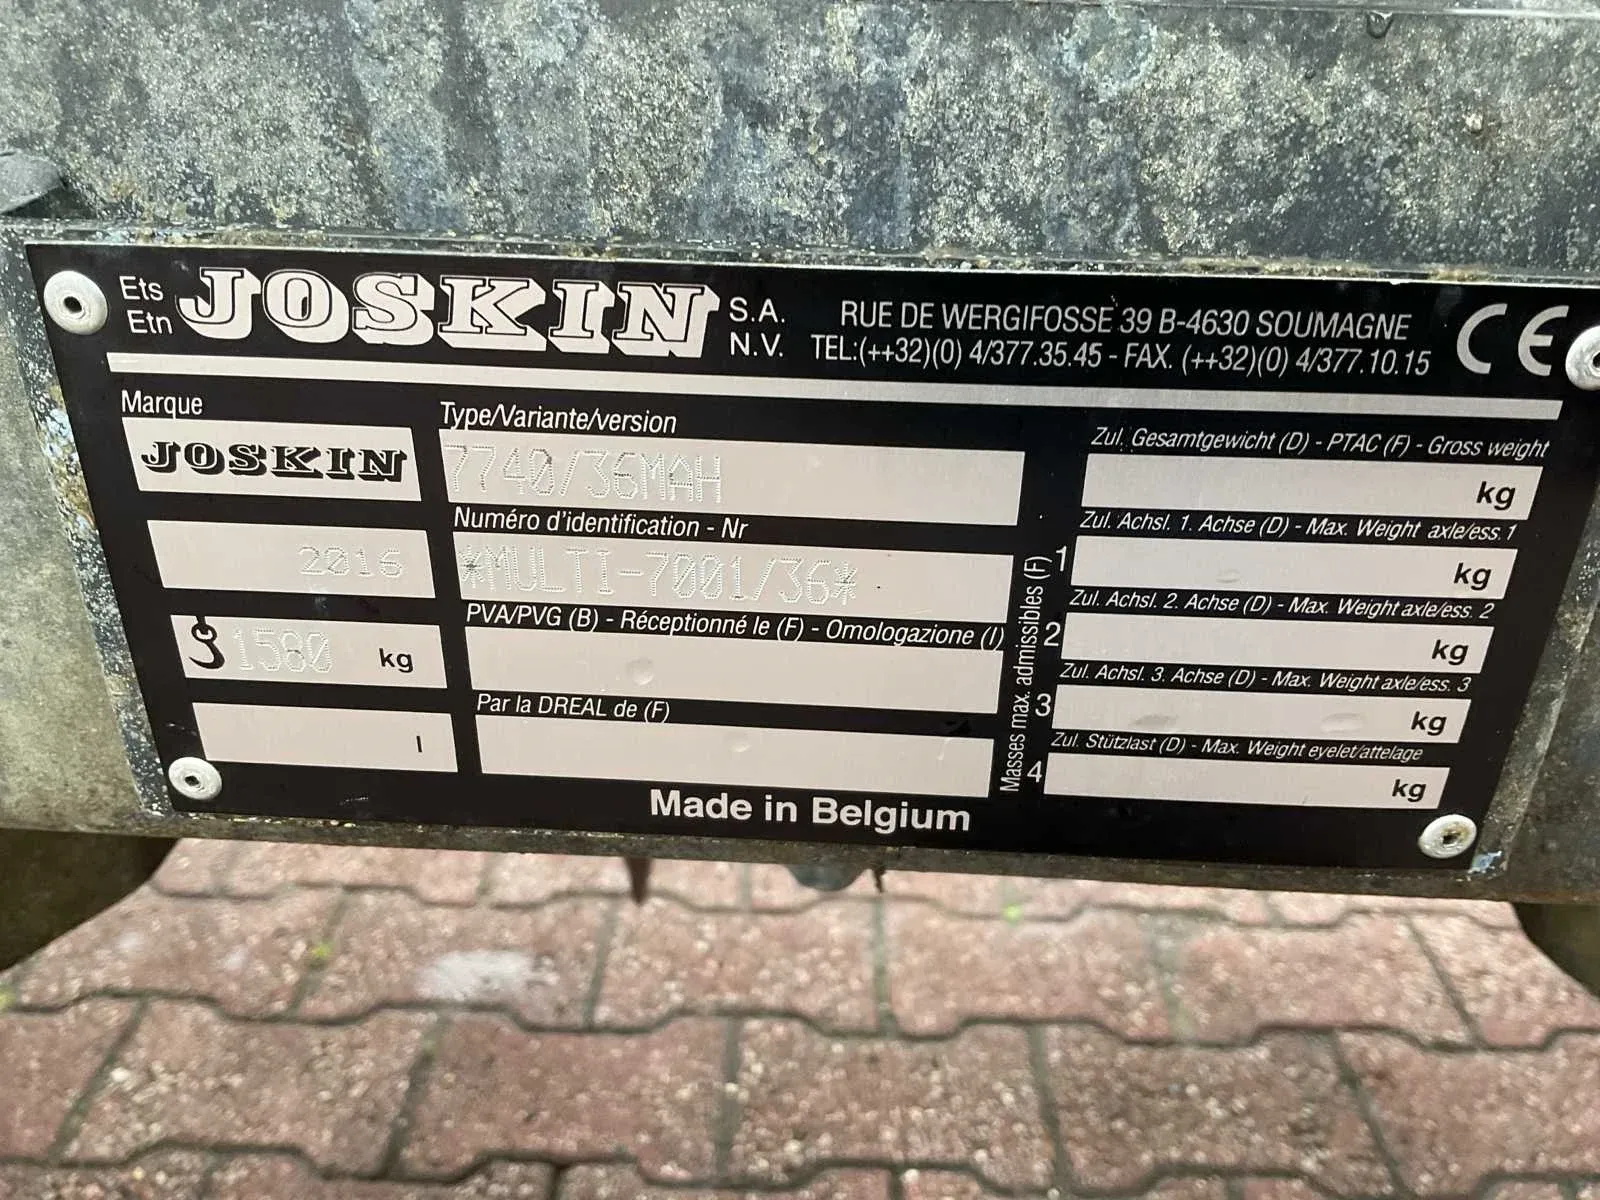 Ets JOSKIN S.A.
Etn N.V.
RUE DE WERGIFOSSE 39 B-4630 SOUMAGNE
TEL:(++32)(0) 4/377.35.45 - FAX. (++32)(0) 4/377.10.15
CE
Marque
JOSKIN
2016
1580 kg
l
Type/Variante/version
7740/36MAH
Numéro d'identification - Nr
*MULTI-7001/36*
PVA/PVG (B) - Réceptionné le (F) - Omologazione (I)
Par la DREAL de (F)
Masses max. admissibles (F)
Zul. Gesamtgewicht (D) - PTAC (F) - Gross weight
kg
Zul. Achsl. 1. Achse (D) - Max. Weight axle/ess. 1
1 kg
Zul. Achsl. 2. Achse (D) - Max. Weight axle/ess. 2
2 kg
Zul. Achsl. 3. Achse (D) - Max. Weight axle/ess. 3
3 kg
Zul. Stützlast (D) - Max. Weight eyelet/attelage
4 kg
Made in Belgium